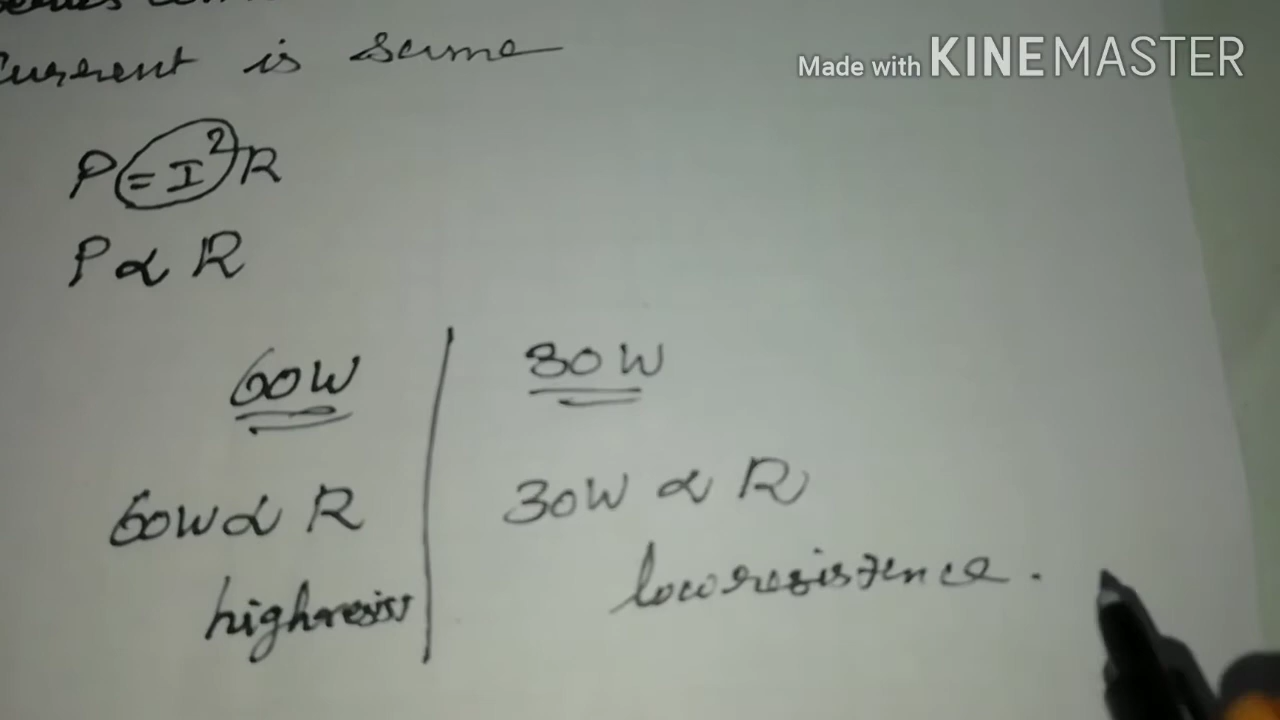 Current is same
Made with KINEMASTER
P = I²R
P ∝ R
60W
30W
60W ∝ R
30W ∝ R
high resis
low resistence.